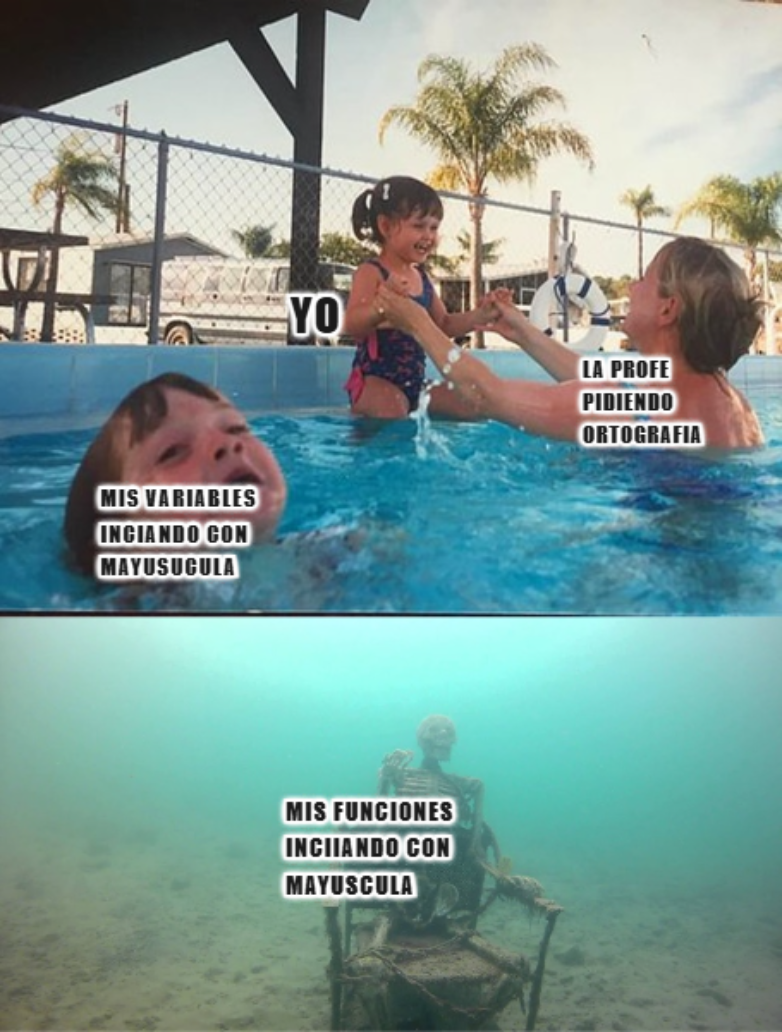 YO
LA PROFE
PIDIENDO
ORTOGRAFIA
MIS VARIABLES
INCIANDO CON
MAYUSUCULA
MIS FUNCIONES
INCIIANDO CON
MAYUSCULA